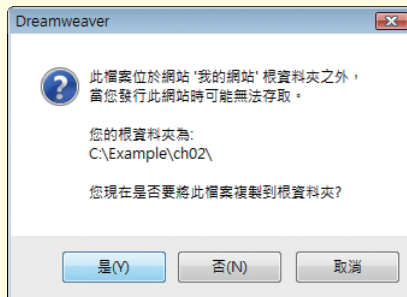 Dreamweaver
此檔案位於網站 '我的網站' 根資料夾之外，
當您發行此網站時可能無法存取。
您的根資料夾為:
C:\Example\ch02\
您現在是否要將此檔案複製到根資料夾?
是(Y) 否(N) 取消